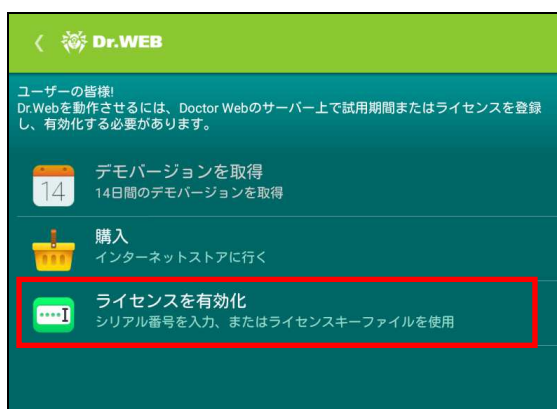 Dr.WEB
ユーザーの皆様!
Dr.Webを動作させるには、Doctor Webのサーバー上で試用期間またはライセンスを登録
し、有効化する必要があります。
14
デモバージョンを取得
14日間のデモバージョンを取得
購入
インターネットストアに行く
ライセンスを有効化
シリアル番号を入力、またはライセンスキーファイルを使用